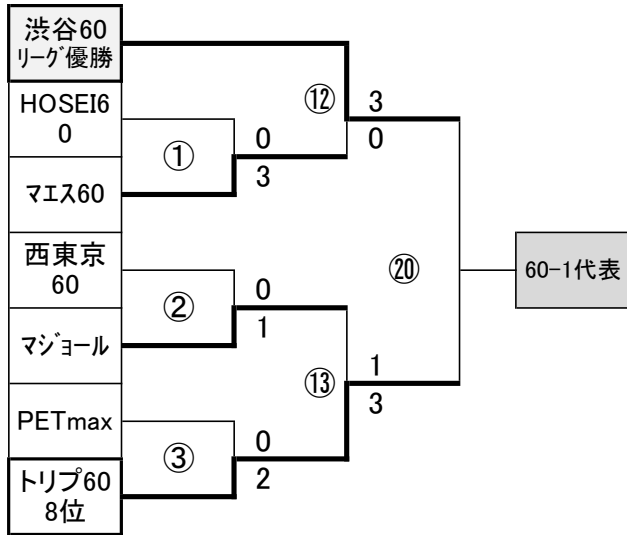 渋谷60
リーグ優勝
HOSEI6
0
マエス60
西東京
60
マジョール
PETmax
トリプ60
8位
①
0
3
②
0
1
③
0
2
⑫
3
0
⑬
1
3
⑳
60-1代表